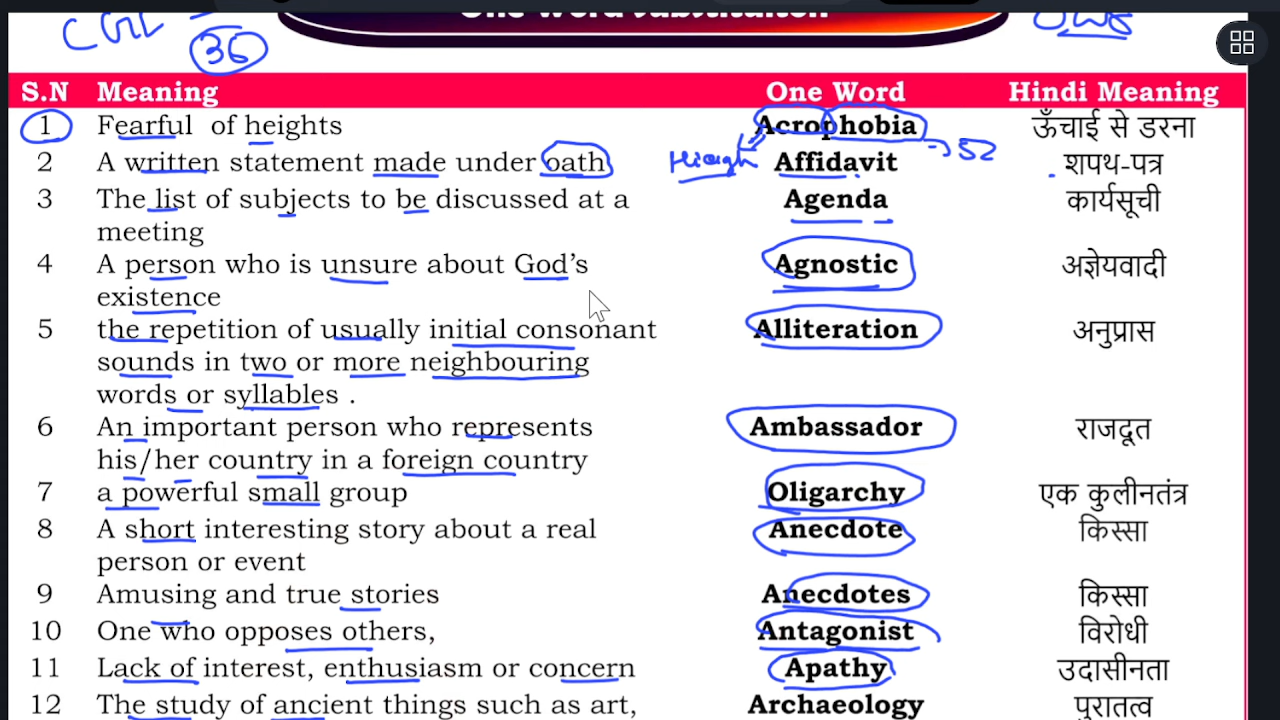 CGL
36
One Word Substituiton
OWS
S.N Meaning One Word Hindi Meaning
1 Fearful of heights Acrophobia ऊँचाई से डरना
2 A written statement made under oath Hieagh Affidavit → 52 शपथ-पत्र
3 The list of subjects to be discussed at a Agenda कार्यसूची
meeting
4 A person who is unsure about God's Agnostic अज्ञेयवादी
existence
5 the repetition of usually initial consonant Alliteration अनुप्रास
sounds in two or more neighbouring
words or syllables .
6 An important person who represents Ambassador राजदूत
his/her country in a foreign country
7 a powerful small group Oligarchy एक कुलीनतंत्र
8 A short interesting story about a real Anecdote किस्सा
person or event
9 Amusing and true stories Anecdotes किस्सा
10 One who opposes others, Antagonist विरोधी
11 Lack of interest, enthusiasm or concern Apathy उदासीनता
12 The study of ancient things such as art, Archaeology पुरातत्व